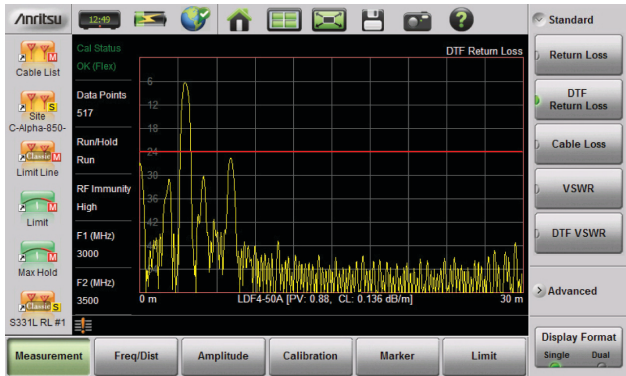 Anritsu
12:49
Cable List
Site
C-Alpha-850-
Classic
Limit Line
Limit
Max Hold
Classic
S331L RL #1
Cal Status
OK (Flex)
Data Points
517
Run/Hold
Run
RF Immunity
High
F1 (MHz)
3000
F2 (MHz)
3500
DTF Return Loss
6
12
18
24
30
36
42
0 m
LDF4-50A [PV: 0.88, CL: 0.136 dB/m]
30 m
Standard
Return Loss
DTF
Return Loss
Cable Loss
VSWR
DTF VSWR
Advanced
Display Format
Single Dual
Measurement
Freq/Dist
Amplitude
Calibration
Marker
Limit